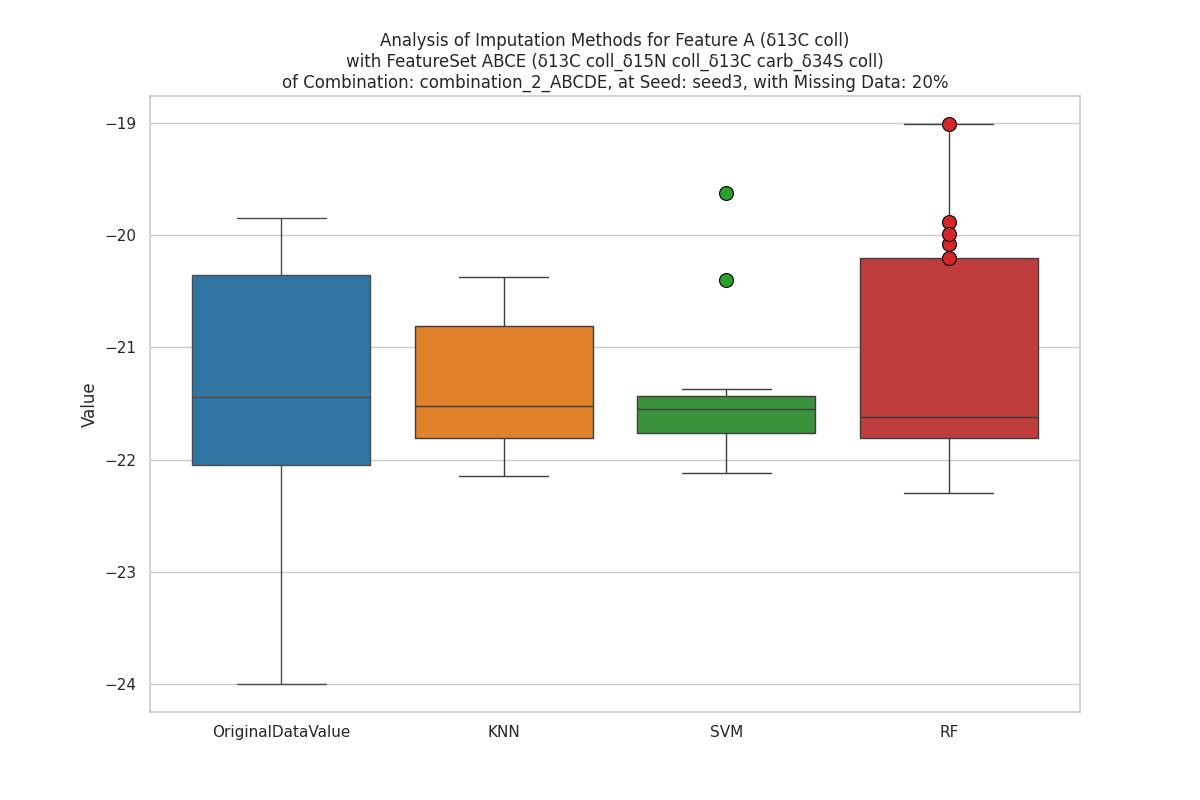 Analysis of Imputation Methods for Feature A (δ13C coll)
with FeatureSet ABCE (δ13C coll_δ15N coll_δ13C carb_δ34S coll)
of Combination: combination_2_ABCDE, at Seed: seed3, with Missing Data: 20%
−19
−20
−21
−22
−23
−24
Value
OriginalDataValue
KNN
SVM
RF